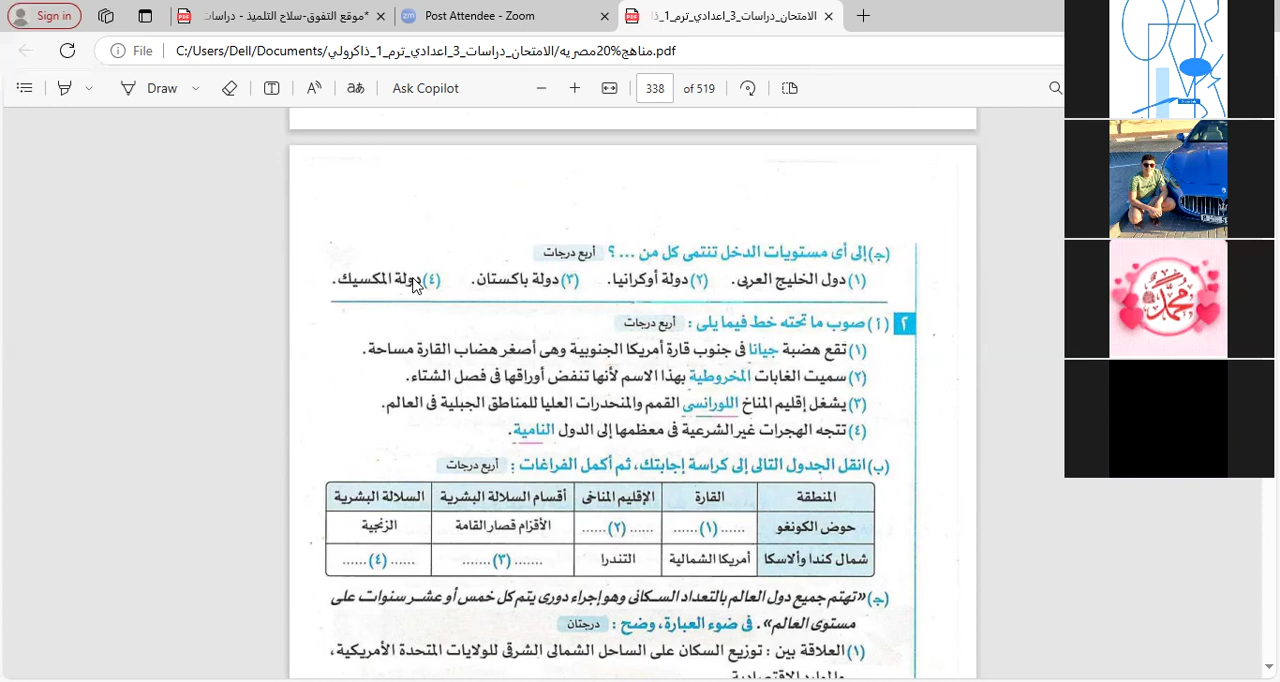 Sign in
موقع التفوق-سلاح التلميذ - دراسات*
Post Attendee - Zoom
الامتحان_دراسات_3_اعدادي_ترم_1_ذا
File
C:/Users/Dell/Documents/مناهج%20مصريه/الامتحان_دراسات_3_اعدادي_ترم_1_ذاكرولي.pdf
Draw
aあ
Ask Copilot
338 of 519
(جـ) إلى أى مستويات الدخل تنتمى كل من ... ؟ أربع درجات
(١) دول الخليج العربى. (٢) دولة أوكرانيا. (٣) دولة باكستان. (٤) دولة المكسيك.
٢ (أ) صوب ما تحته خط فيما يلى : أربع درجات
(١) تقع هضبة جيانا فى جنوب قارة أمريكا الجنوبية وهى أصغر هضاب القارة مساحة.
(٢) سميت الغابات المخروطية بهذا الاسم لأنها تنفض أوراقها فى فصل الشتاء.
(٣) يشغل إقليم المناخ اللورانسى القمم والمنحدرات العليا للمناطق الجبلية فى العالم.
(٤) تتجه الهجرات غير الشرعية فى معظمها إلى الدول النامية.
(ب) انقل الجدول التالى إلى كراسة إجابتك، ثم أكمل الفراغات : أربع درجات
المنطقة القارة الإقليم المناخى أقسام السلالة البشرية السلالة البشرية
حوض الكونغو ......(١)...... ......(٢)...... الأقزام قصار القامة الزنجية
شمال كندا وألاسكا أمريكا الشمالية التندرا .......(٣)....... ......(٤)......
(جـ) «تهتم جميع دول العالم بالتعداد السكانى وهو إجراء دورى يتم كل خمس أو عشر سنوات على
مستوى العالم». فى ضوء العبارة، وضح : درجتان
(١) العلاقة بين : توزيع السكان على الساحل الشمالى الشرقى للولايات المتحدة الأمريكية،
والموارد الاقتصادية.
محمد